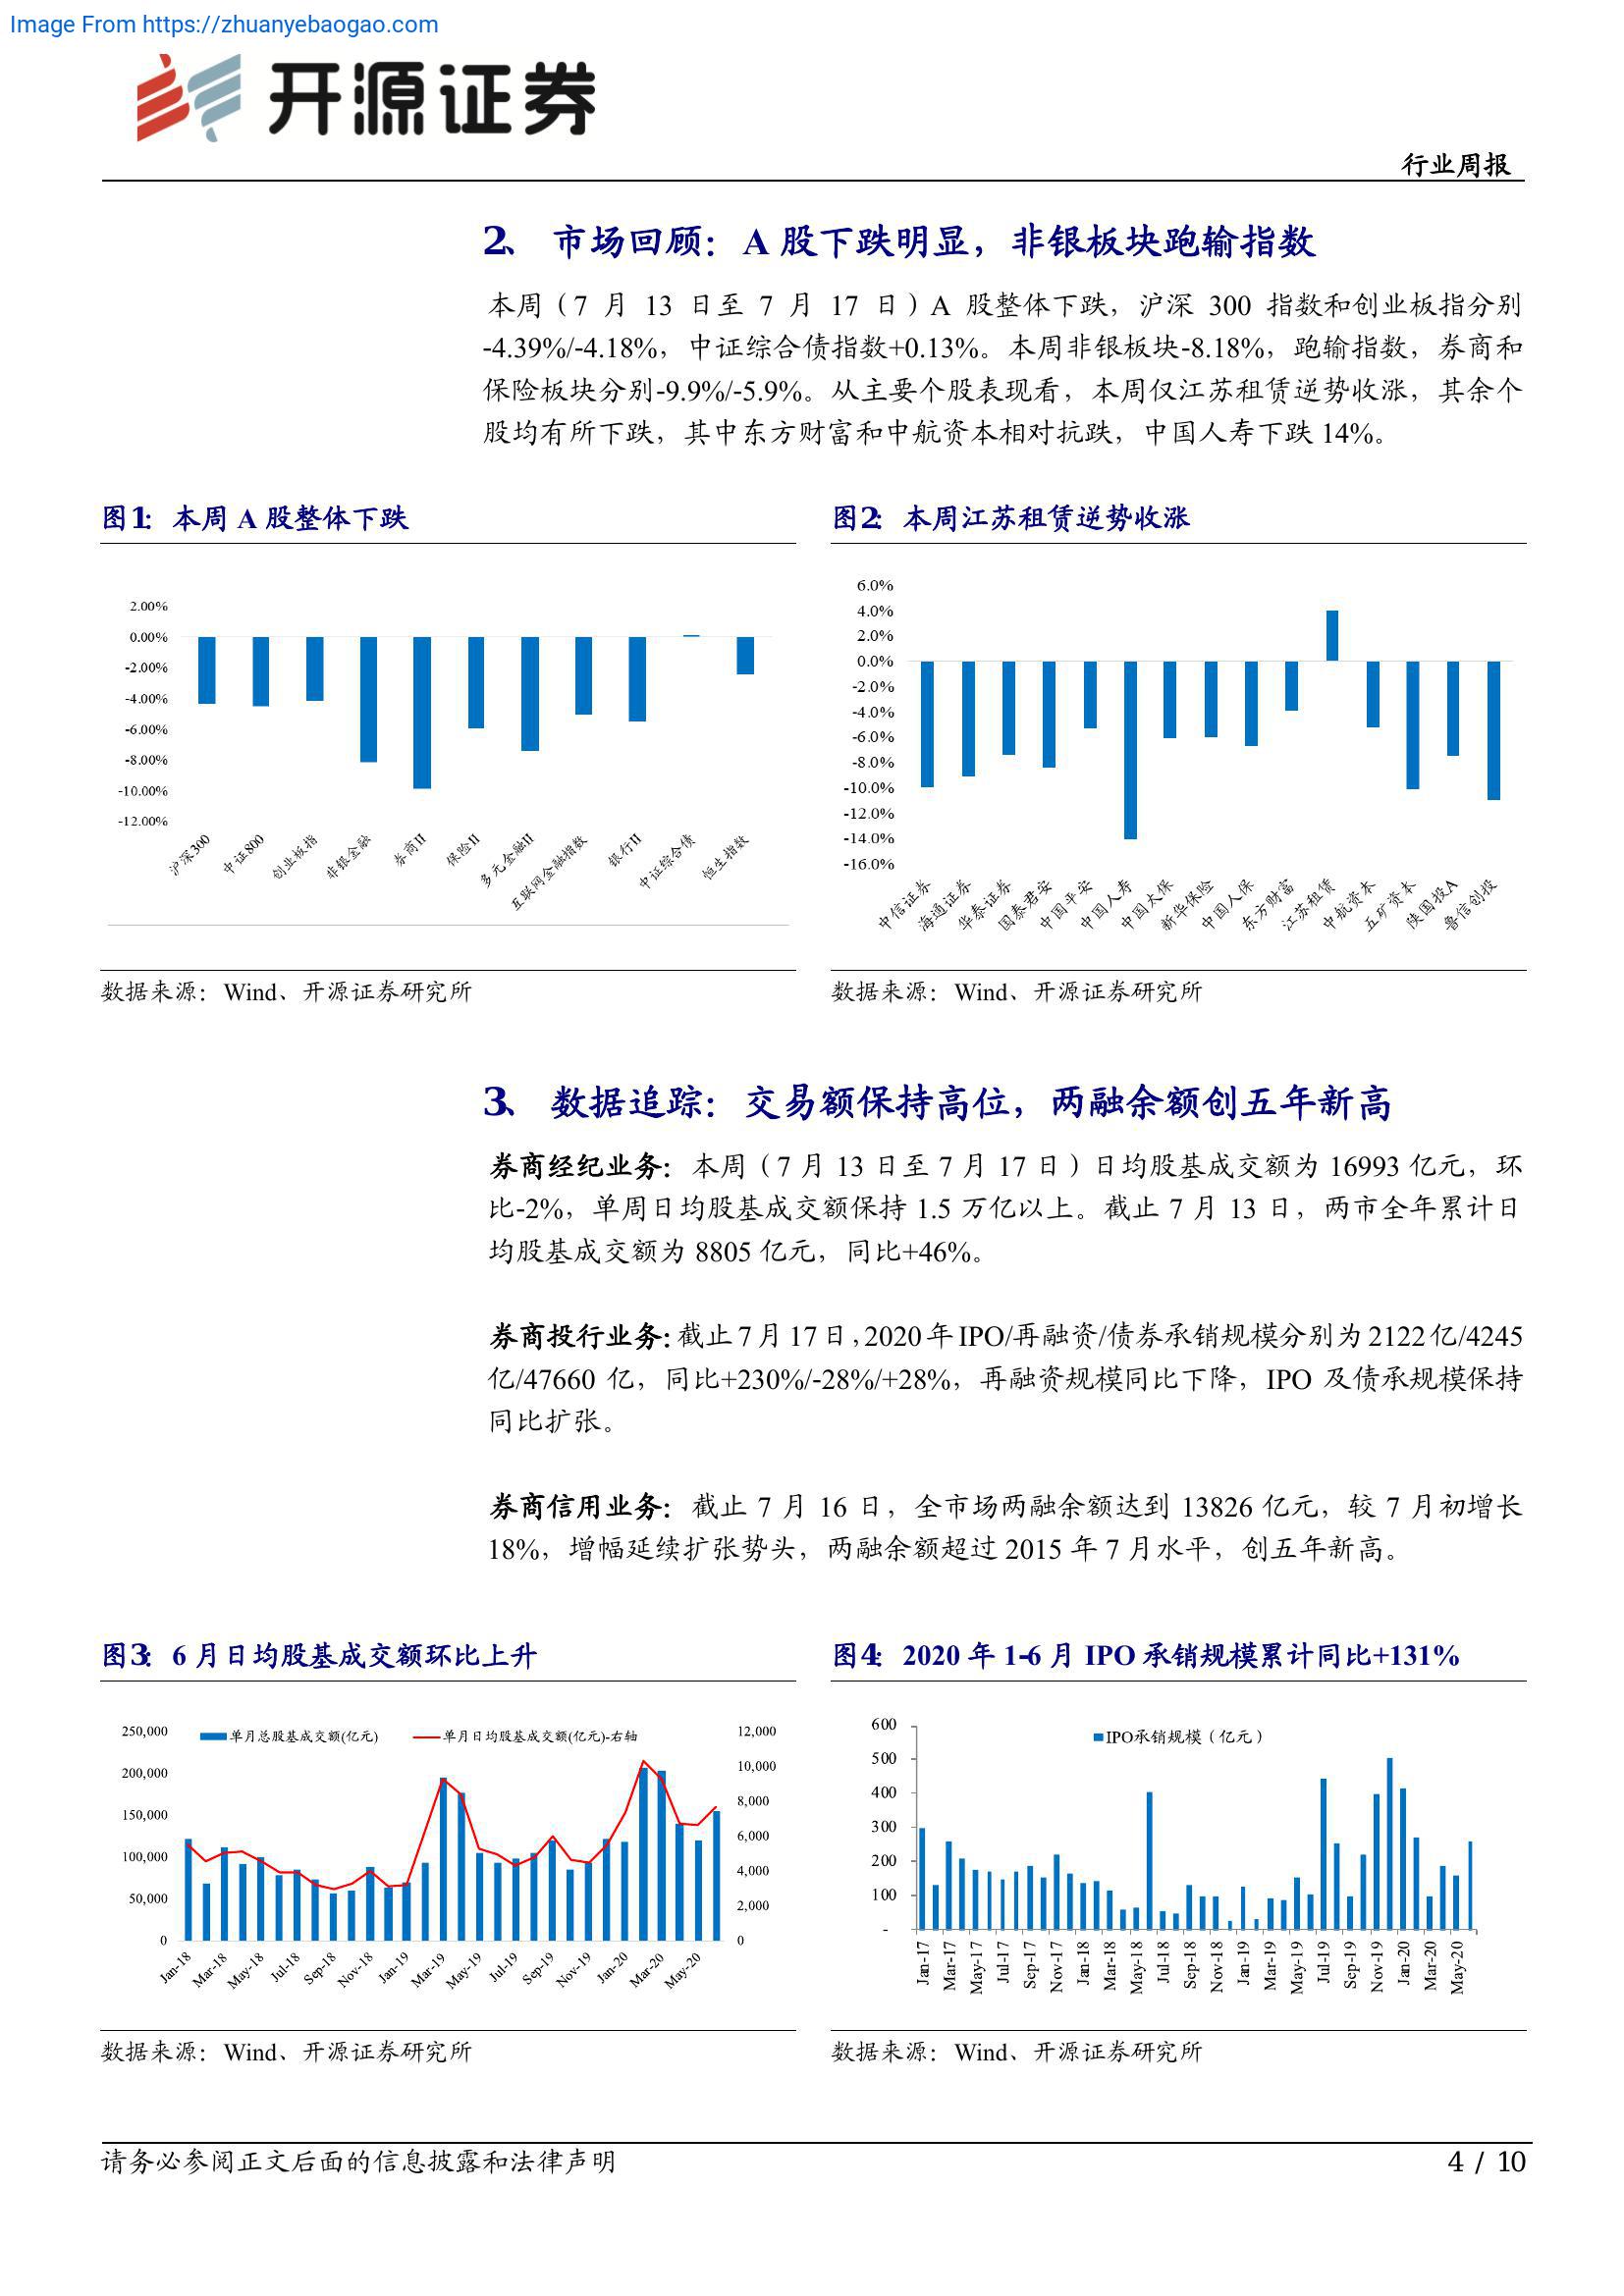 Image From https://zhuanyebaogao.com
开源证券
行业周报
2、 市场回顾：A 股下跌明显，非银板块跑输指数
本周（7 月 13 日至 7 月 17 日）A 股整体下跌，沪深 300 指数和创业板指分别
-4.39%/-4.18%，中证综合债指数+0.13%。本周非银板块-8.18%，跑输指数，券商和
保险板块分别-9.9%/-5.9%。从主要个股表现看，本周仅江苏租赁逆势收涨，其余个
股均有所下跌，其中东方财富和中航资本相对抗跌，中国人寿下跌 14%。
图1： 本周 A 股整体下跌
2.00%
0.00%
-2.00%
-4.00%
-6.00%
-8.00%
-10.00%
-12.00%
沪深300
中证800
创业板指
非银金融
券商II
保险II
多元金融II
互联网金融指数
银行II
中证综合债
恒生指数
数据来源：Wind、开源证券研究所
图2： 本周江苏租赁逆势收涨
6.0%
4.0%
2.0%
0.0%
-2.0%
-4.0%
-6.0%
-8.0%
-10.0%
-12.0%
-14.0%
-16.0%
中信证券
海通证券
华泰证券
国泰君安
中国平安
中国人寿
中国太保
新华保险
中国人保
东方财富
江苏租赁
中航资本
五矿资本
陕国投A
鲁信创投
数据来源：Wind、开源证券研究所
3、 数据追踪：交易额保持高位，两融余额创五年新高
券商经纪业务：本周（7 月 13 日至 7 月 17 日）日均股基成交额为 16993 亿元，环
比-2%，单周日均股基成交额保持 1.5 万亿以上。截止 7 月 13 日，两市全年累计日
均股基成交额为 8805 亿元，同比+46%。
券商投行业务：截止 7 月 17 日，2020 年 IPO/再融资/债券承销规模分别为 2122 亿/4245
亿/47660 亿，同比+230%/-28%/+28%，再融资规模同比下降，IPO 及债承规模保持
同比扩张。
券商信用业务：截止 7 月 16 日，全市场两融余额达到 13826 亿元，较 7 月初增长
18%，增幅延续扩张势头，两融余额超过 2015 年 7 月水平，创五年新高。
图3： 6 月日均股基成交额环比上升
单月总股基成交额(亿元)
单月日均股基成交额(亿元)-右轴
250,000
200,000
150,000
100,000
50,000
0
12,000
10,000
8,000
6,000
4,000
2,000
0
Jan-18
Mar-18
May-18
Jul-18
Sep-18
Nov-18
Jan-19
Mar-19
May-19
Jul-19
Sep-19
Nov-19
Jan-20
Mar-20
May-20
数据来源：Wind、开源证券研究所
图4： 2020 年 1-6 月 IPO 承销规模累计同比+131%
IPO承销规模（亿元）
600
500
400
300
200
100
-
Jan-17
Mar-17
May-17
Jul-17
Sep-17
Nov-17
Jan-18
Mar-18
May-18
Jul-18
Sep-18
Nov-18
Jan-19
Mar-19
May-19
Jul-19
Sep-19
Nov-19
Jan-20
Mar-20
May-20
数据来源：Wind、开源证券研究所
请务必参阅正文后面的信息披露和法律声明
4 / 10